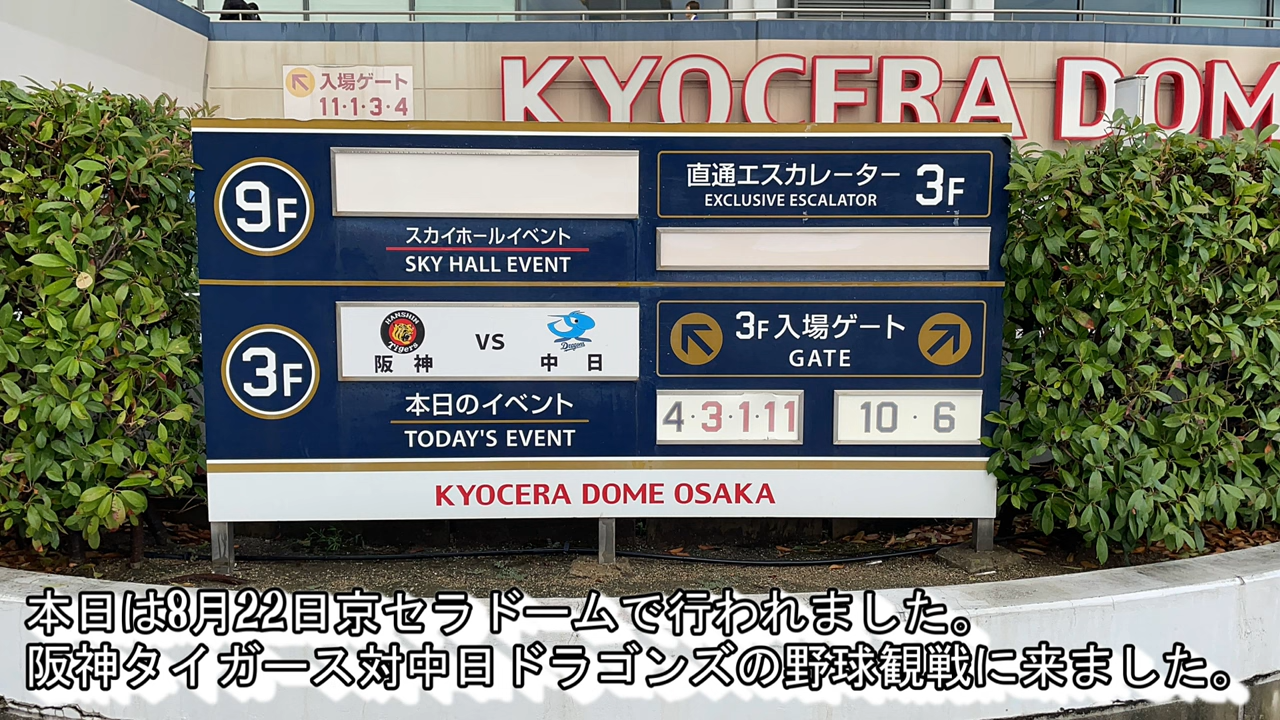 入場ゲート
11・1・3・4
KYOCERA DOM
9F
スカイホールイベント
SKY HALL EVENT
直通エスカレーター 3F
EXCLUSIVE ESCALATOR
3F
HANSHIN Tigers
阪神 VS 中日
Dragons
本日のイベント
TODAY'S EVENT
3F入場ゲート
GATE
4・3・1・11
10・6
KYOCERA DOME OSAKA
本日は8月22日京セラドームで行われました。
阪神タイガース対中日ドラゴンズの野球観戦に来ました。